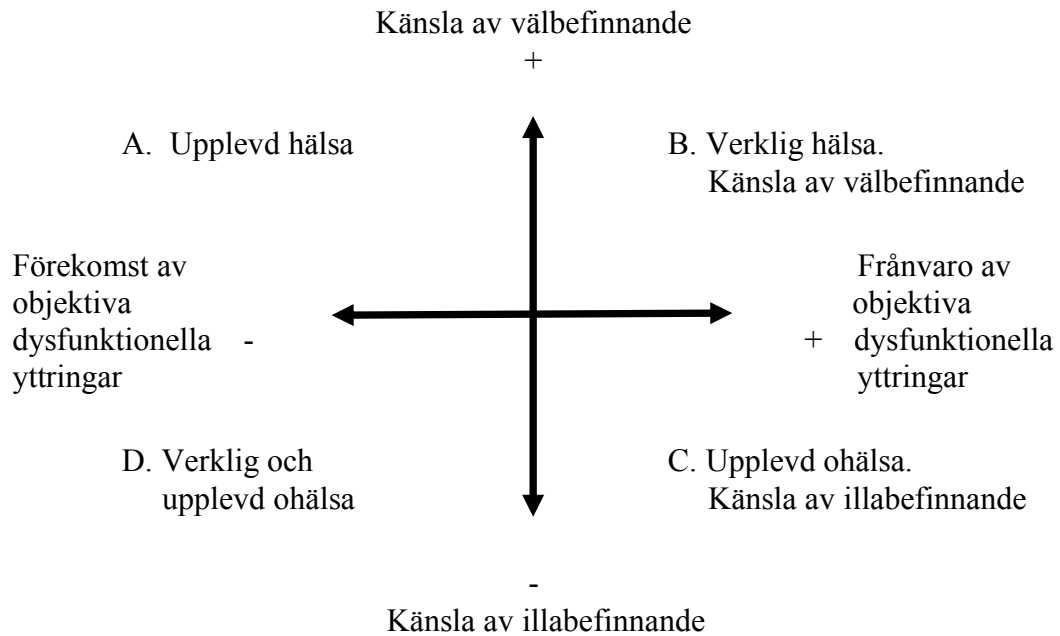 Känsla av välbefinnande
+
A. Upplevd hälsa
B. Verklig hälsa.
Känsla av välbefinnande
Förekomst av
objektiva
dysfunktionella -
yttringar
Frånvaro av
objektiva
+ dysfunktionella
yttringar
D. Verklig och
upplevd ohälsa
C. Upplevd ohälsa.
Känsla av illabefinnande
-
Känsla av illabefinnande